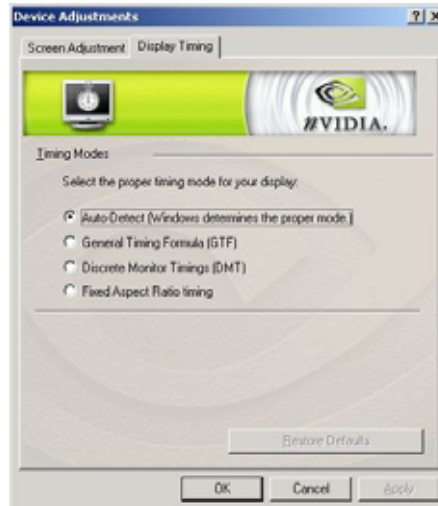 Device Adjustments
Screen Adjustment Display Timing
nVIDIA.
Timing Modes
Select the proper timing mode for your display:
Auto-Detect (Windows determines the proper mode.)
General Timing Formula (GTF)
Discrete Monitor Timings (DMT)
Fixed Aspect Ratio timing
Restore Defaults
OK Cancel Apply